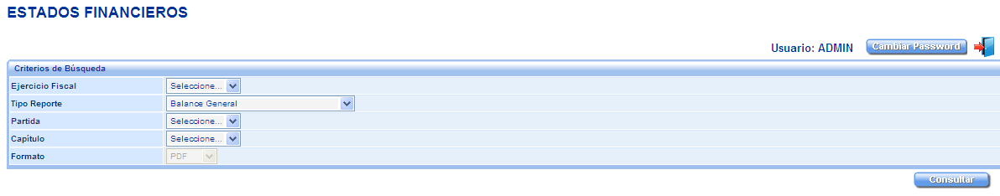 ESTADOS FINANCIEROS
Usuario: ADMIN Cambiar Password
Criterios de Búsqueda
Ejercicio Fiscal Seleccione...
Tipo Reporte Balance General
Partida Seleccione...
Capítulo Seleccione...
Formato PDF
Consultar